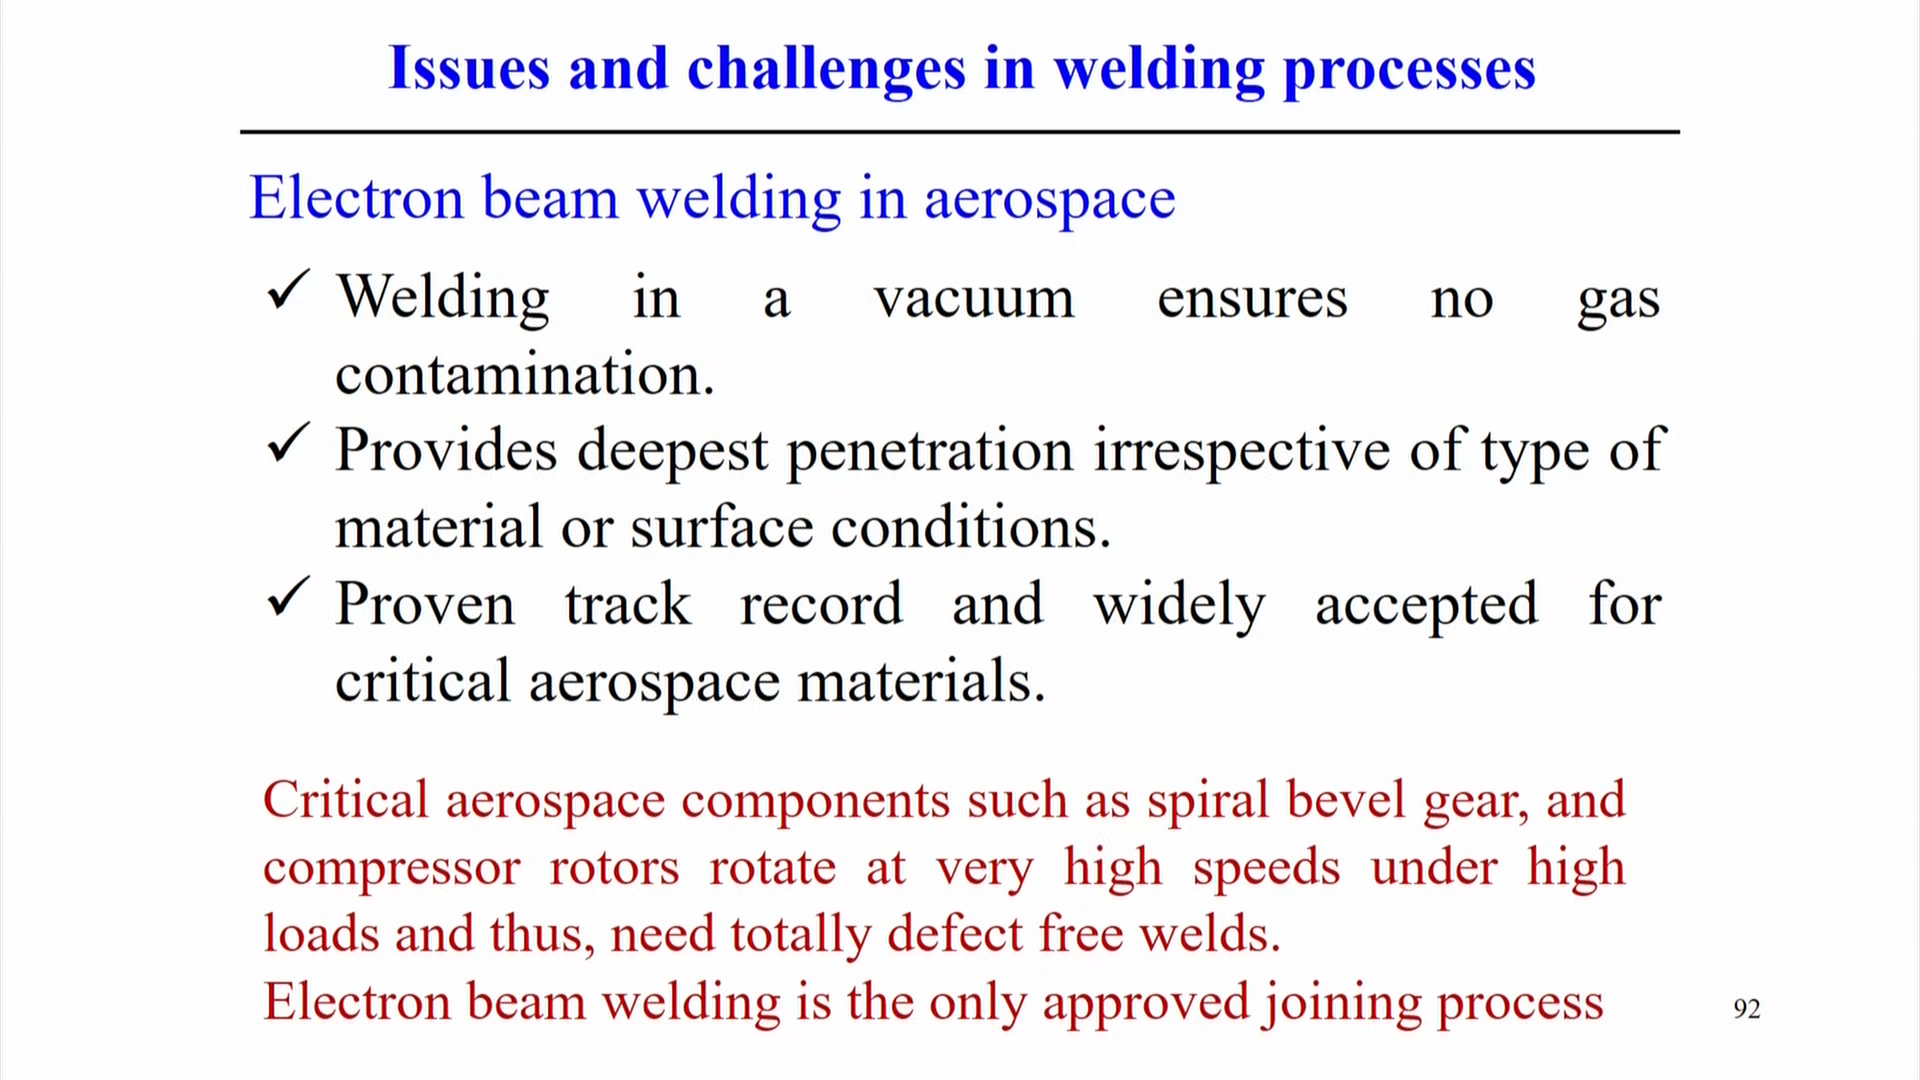 Issues and challenges in welding processes
Electron beam welding in aerospace
✓ Welding in a vacuum ensures no gas
contamination.
✓ Provides deepest penetration irrespective of type of
material or surface conditions.
✓ Proven track record and widely accepted for
critical aerospace materials.
Critical aerospace components such as spiral bevel gear, and
compressor rotors rotate at very high speeds under high
loads and thus, need totally defect free welds.
Electron beam welding is the only approved joining process
92